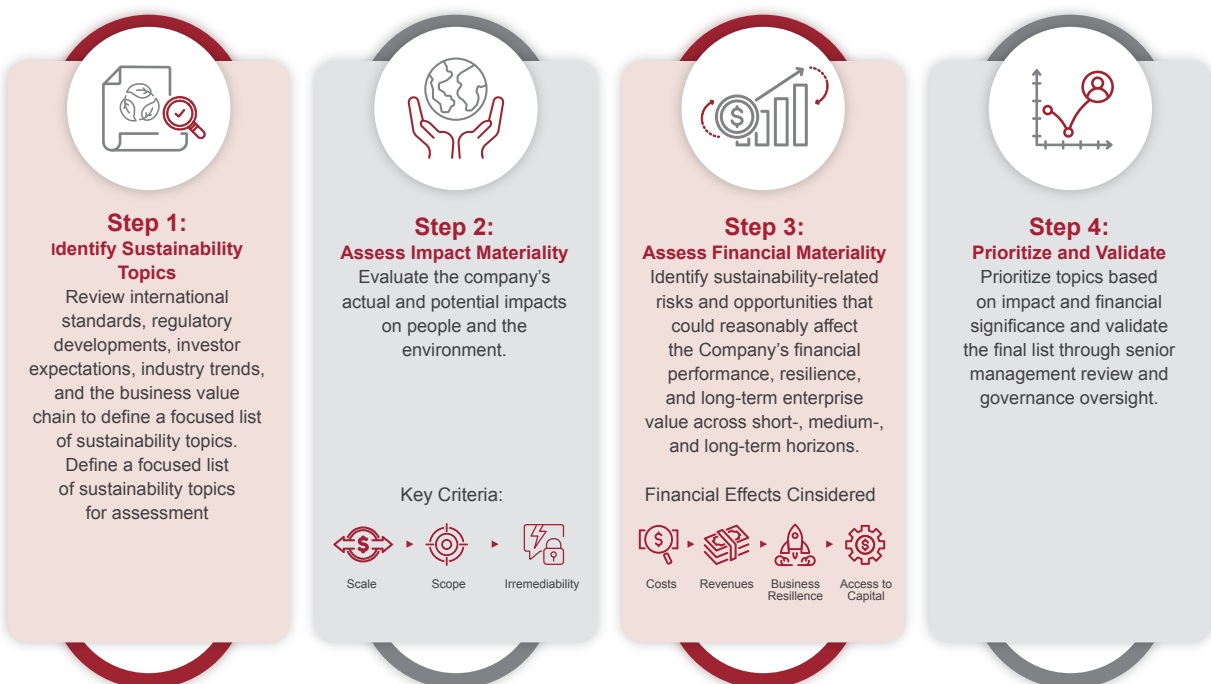 Step 1:
Identify Sustainability
Topics
Review international
standards, regulatory
developments, investor
expectations, industry trends,
and the business value
chain to define a focused list
of sustainability topics.
Define a focused list
of sustainability topics
for assessment
Step 2:
Assess Impact Materiality
Evaluate the company's
actual and potential impacts
on people and the
environment.
Key Criteria:
Scale
Scope
Irremediability
Step 3:
Assess Financial Materiality
Identify sustainability-related
risks and opportunities that
could reasonably affect
the Company's financial
performance, resilience,
and long-term enterprise
value across short-, medium-,
and long-term horizons.
Financial Effects Cinsidered
Costs
Revenues
Business
Resillence
Access to
Capital
Step 4:
Prioritize and Validate
Prioritize topics based
on impact and financial
significance and validate
the final list through senior
management review and
governance oversight.